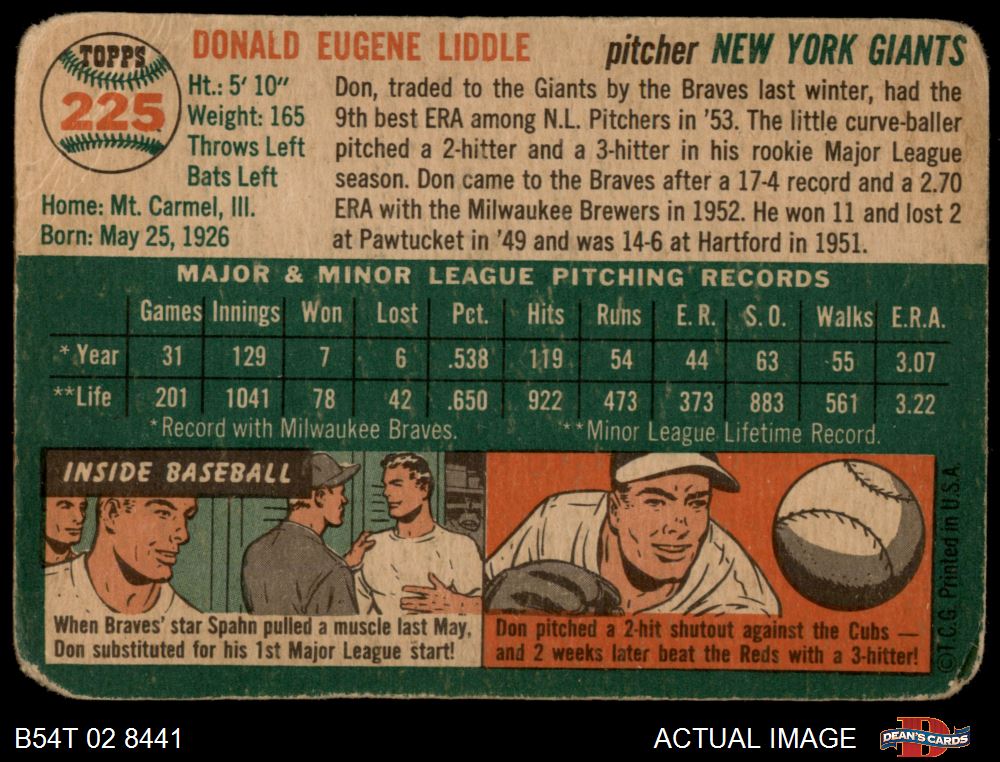 TOPPS
225
DONALD EUGENE LIDDLE
pitcher NEW YORK GIANTS
Ht.: 5' 10"
Weight: 165
Throws Left
Bats Left
Home: Mt. Carmel, Ill.
Born: May 25, 1926
Don, traded to the Giants by the Braves last winter, had the
9th best ERA among N.L. Pitchers in '53. The little curve-baller
pitched a 2-hitter and a 3-hitter in his rookie Major League
season. Don came to the Braves after a 17-4 record and a 2.70
ERA with the Milwaukee Brewers in 1952. He won 11 and lost 2
at Pawtucket in '49 and was 14-6 at Hartford in 1951.
MAJOR & MINOR LEAGUE PITCHING RECORDS
Games Innings Won Lost Pct. Hits Runs E. R. S. O. Walks E.R.A.
*Year 31 129 7 6 .538 119 54 44 63 55 3.07
**Life 201 1041 78 42 .650 922 473 373 883 561 3.22
*Record with Milwaukee Braves. **Minor League Lifetime Record.
INSIDE BASEBALL
When Braves' star Spahn pulled a muscle last May,
Don substituted for his 1st Major League start!
Don pitched a 2-hit shutout against the Cubs —
and 2 weeks later beat the Reds with a 3-hitter!
©T.C.G. Printed in U.S.A.
B54T 02 8441
ACTUAL IMAGE
DEAN'S CARDS